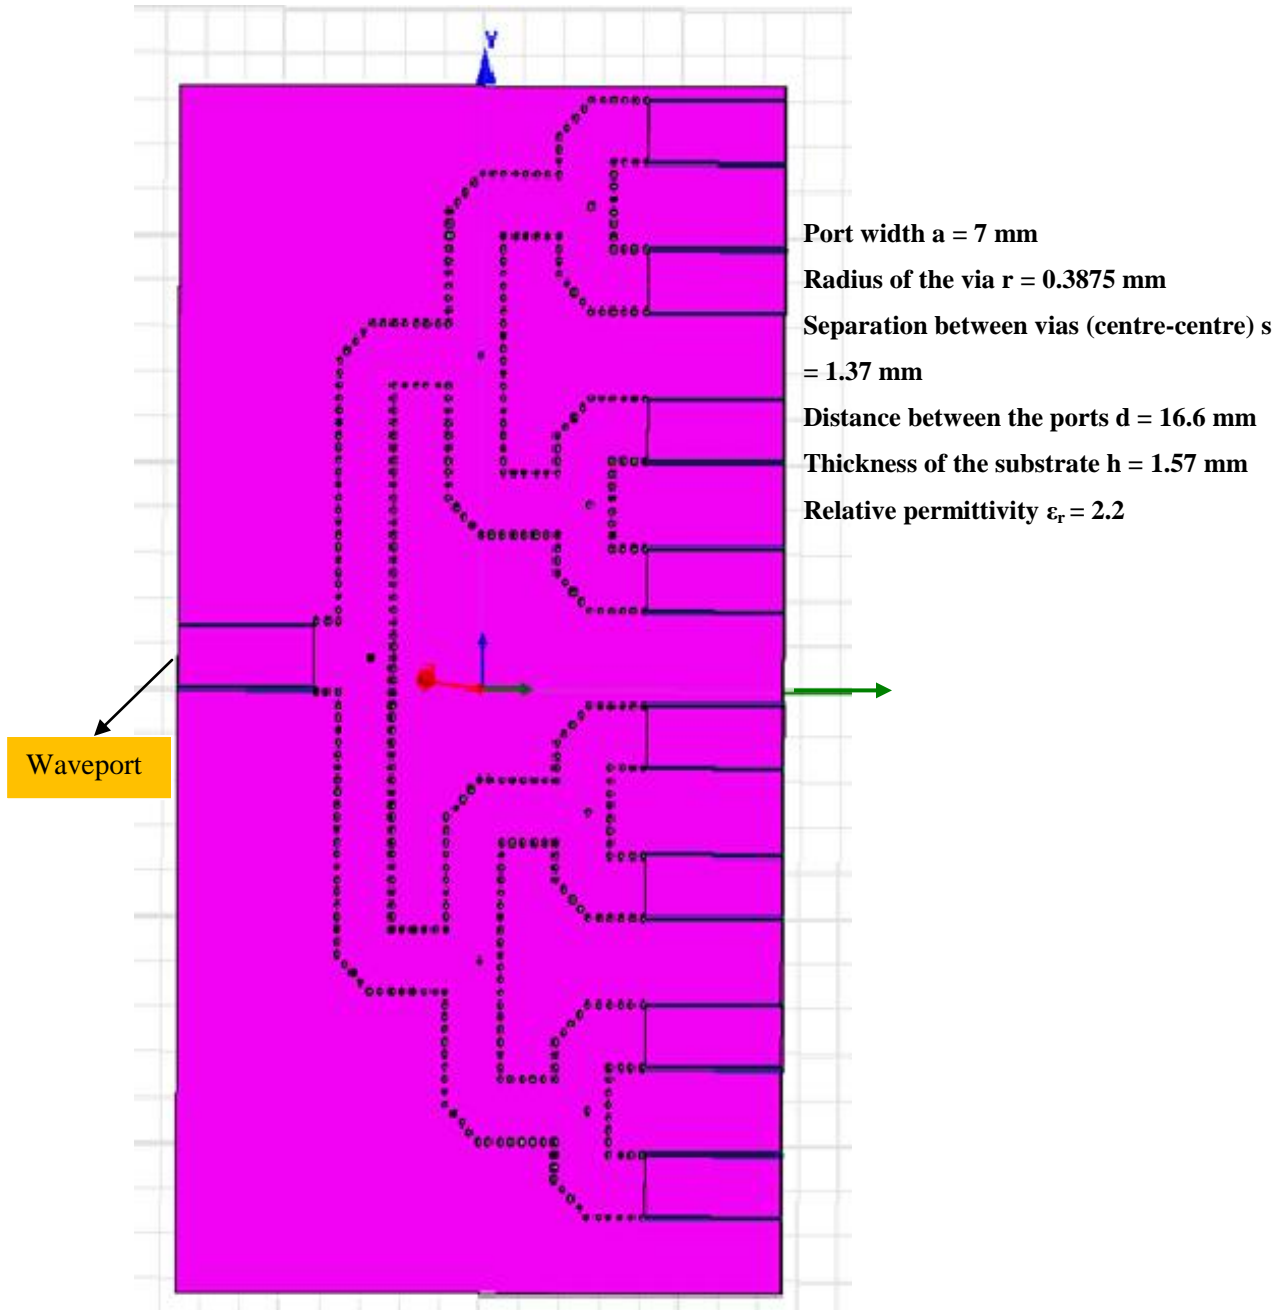 Y
Port width a = 7 mm
Radius of the via r = 0.3875 mm
Separation between vias (centre-centre) s
= 1.37 mm
Distance between the ports d = 16.6 mm
Thickness of the substrate h = 1.57 mm
Relative permittivity εr = 2.2
Waveport